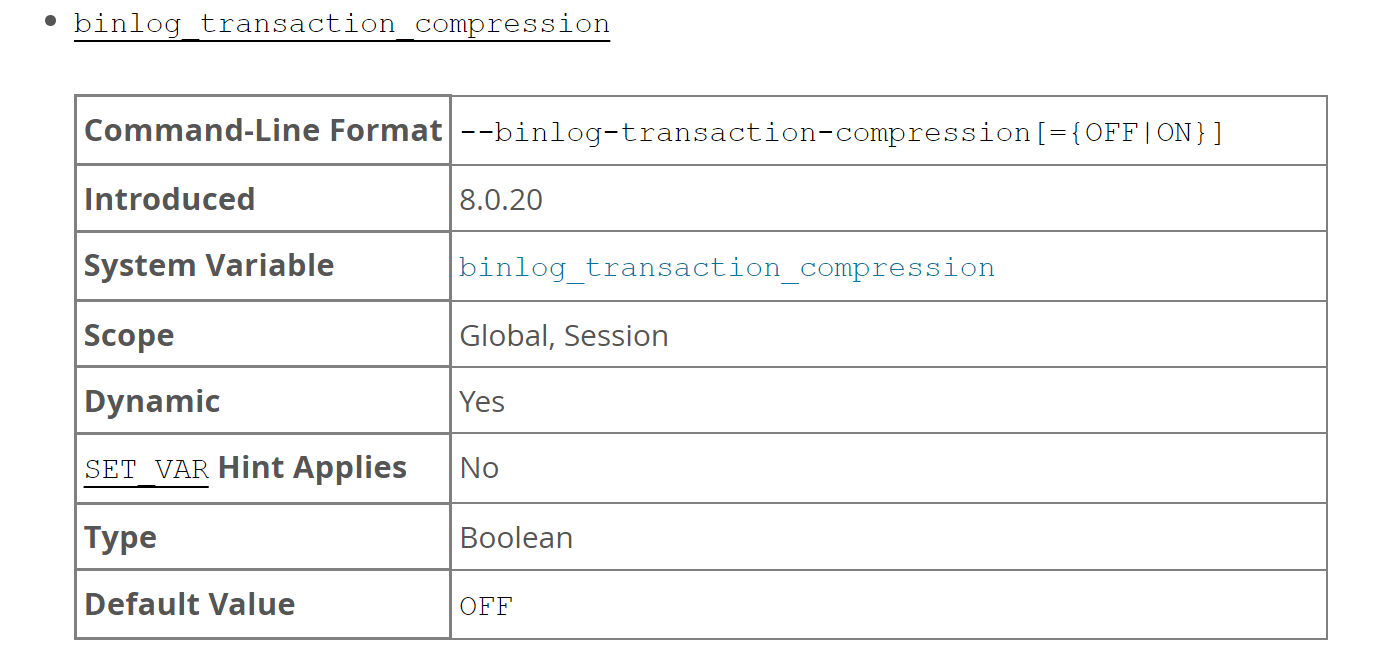 binlog_transaction_compression
Command-Line Format --binlog-transaction-compression[={OFF|ON}]
Introduced 8.0.20
System Variable binlog_transaction_compression
Scope Global, Session
Dynamic Yes
SET_VAR Hint Applies No
Type Boolean
Default Value OFF